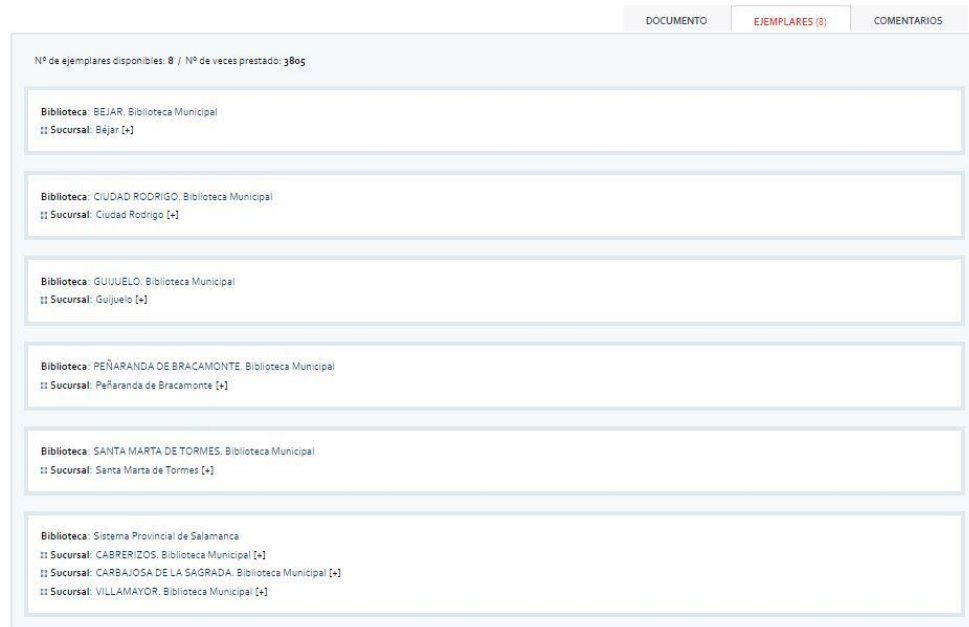 DOCUMENTO EJEMPLARES (8) COMENTARIOS
Nº de ejemplares disponibles: 8 / Nº de veces prestado: 3805
Biblioteca: BEJAR. Biblioteca Municipal
Sucursal: Béjar [+]
Biblioteca: CIUDAD RODRIGO. Biblioteca Municipal
Sucursal: Ciudad Rodrigo [+]
Biblioteca: GUIJUELO. Biblioteca Municipal
Sucursal: Guijuelo [+]
Biblioteca: PEÑARANDA DE BRACAMONTE. Biblioteca Municipal
Sucursal: Peñaranda de Bracamonte [+]
Biblioteca: SANTA MARTA DE TORMES. Biblioteca Municipal
Sucursal: Santa Marta de Tormes [+]
Biblioteca: Sistema Provincial de Salamanca
Sucursal: CABRERIZOS. Biblioteca Municipal [+]
Sucursal: CARBAJOSA DE LA SAGRADA. Biblioteca Municipal [+]
Sucursal: VILLAMAYOR. Biblioteca Municipal [+]